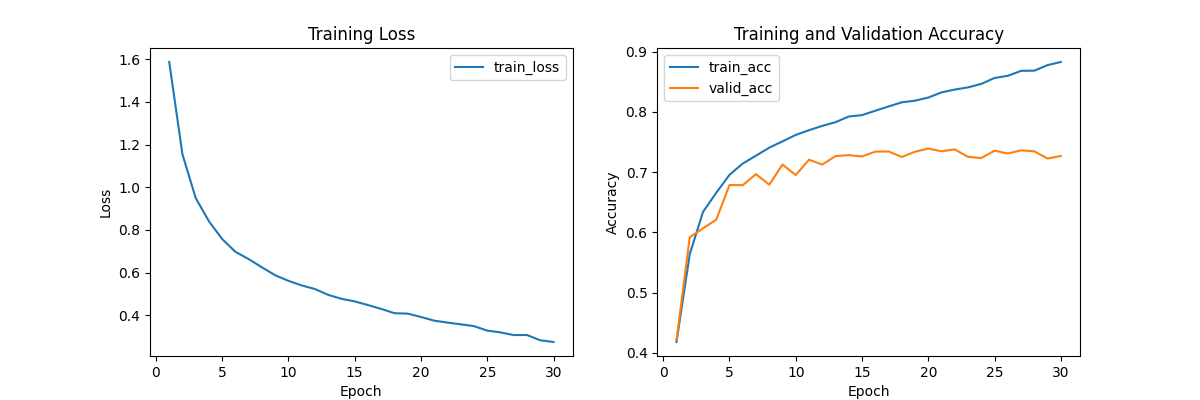 Training Loss
1.6
1.4
1.2
1.0
0.8
0.6
0.4
Loss
0 5 10 15 20 25 30
Epoch
train_loss
Training and Validation Accuracy
0.9
0.8
0.7
0.6
0.5
0.4
Accuracy
0 5 10 15 20 25 30
Epoch
train_acc
valid_acc